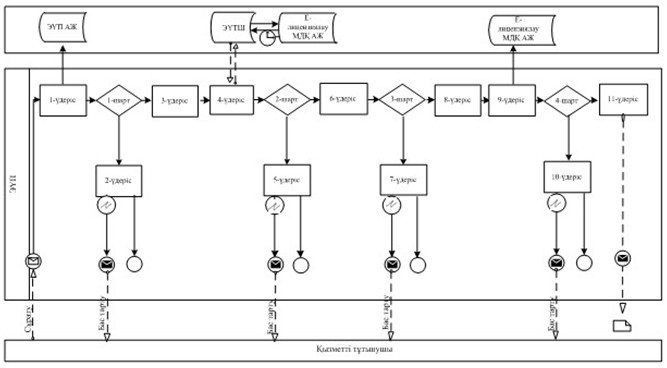 ЭҮП АЖ
ЭҮТШ
Е-
лицензиялау
МДҚ АЖ
Е-
лицензиялау
МДҚ АЖ
1-үдеріс
1-шарт
3-үдеріс
4-үдеріс
2-шарт
6-үдеріс
3-шарт
8-үдеріс
9-үдеріс
4-шарт
11-үдеріс
2-үдеріс
5-үдеріс
7-үдеріс
10-үдеріс
ЭҮП
Сұрату
Бас тарту
Бас тарту
Бас тарту
Бас тарту
Қызметті тұтынушы